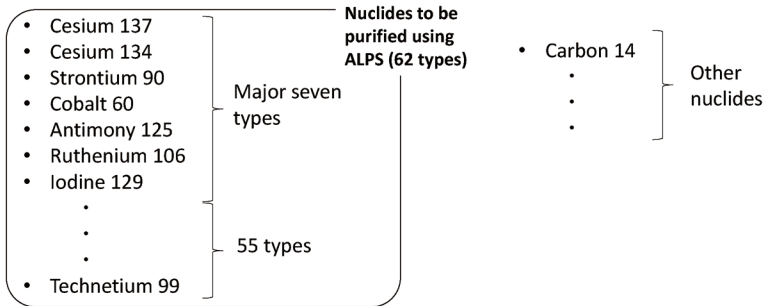 Nuclides to be
purified using
ALPS (62 types)
• Cesium 137
• Cesium 134
• Strontium 90
• Cobalt 60
• Antimony 125
• Ruthenium 106
• Iodine 129
Major seven
types
•
•
•
• Technetium 99
55 types
• Carbon 14
•
•
•
Other
nuclides